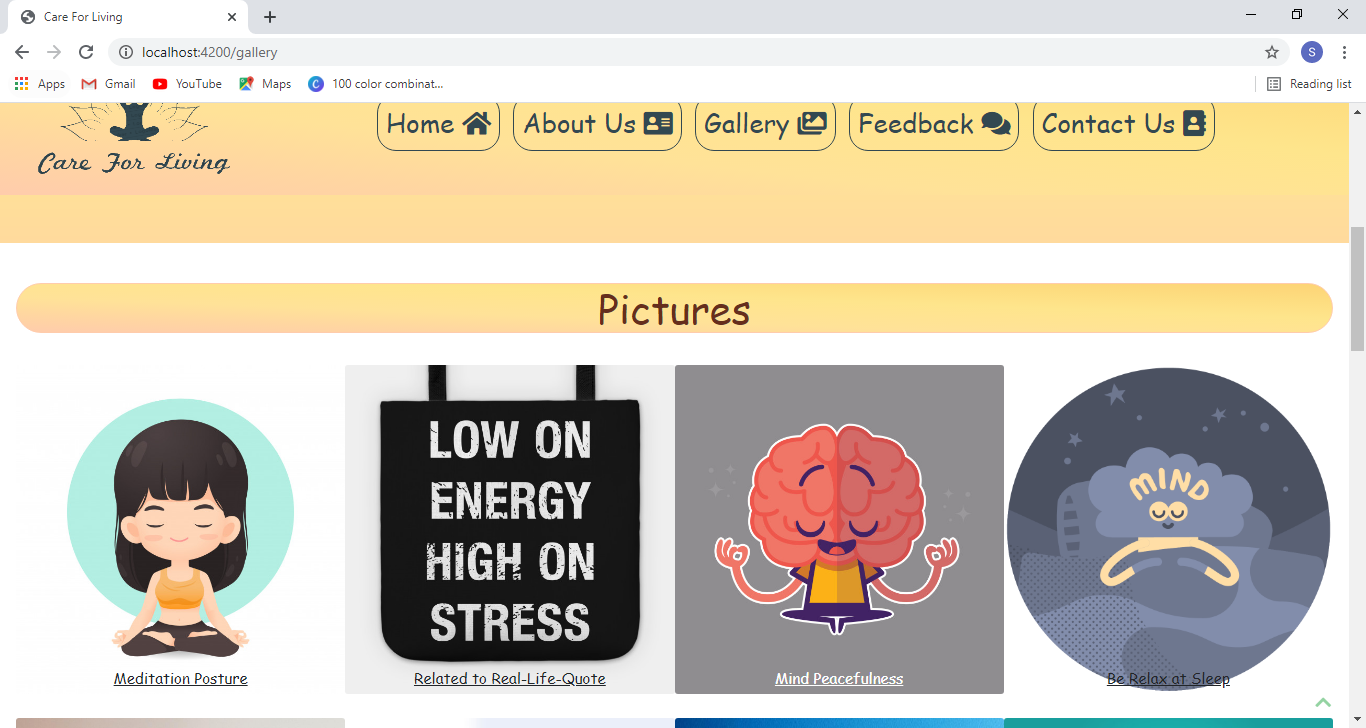 Care For Living
localhost:4200/gallery
S
Apps
Gmail
YouTube
Maps
C
100 color combinat...
Reading list
Care For Living
Home
About Us
Gallery
Feedback
Contact Us
Pictures
LOW ON
ENERGY
HIGH ON
STRESS
MIND
Meditation Posture
Related to Real-Life-Quote
Mind Peacefulness
Be Relax at Sleep